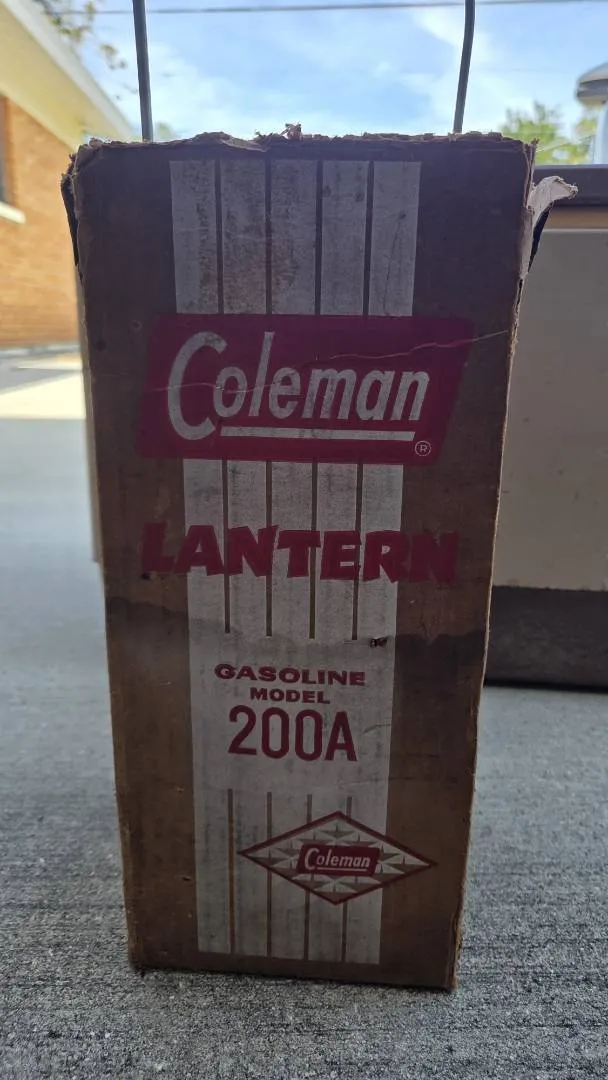 Coleman
®
LANTERN
GASOLINE
MODEL
200A
Coleman